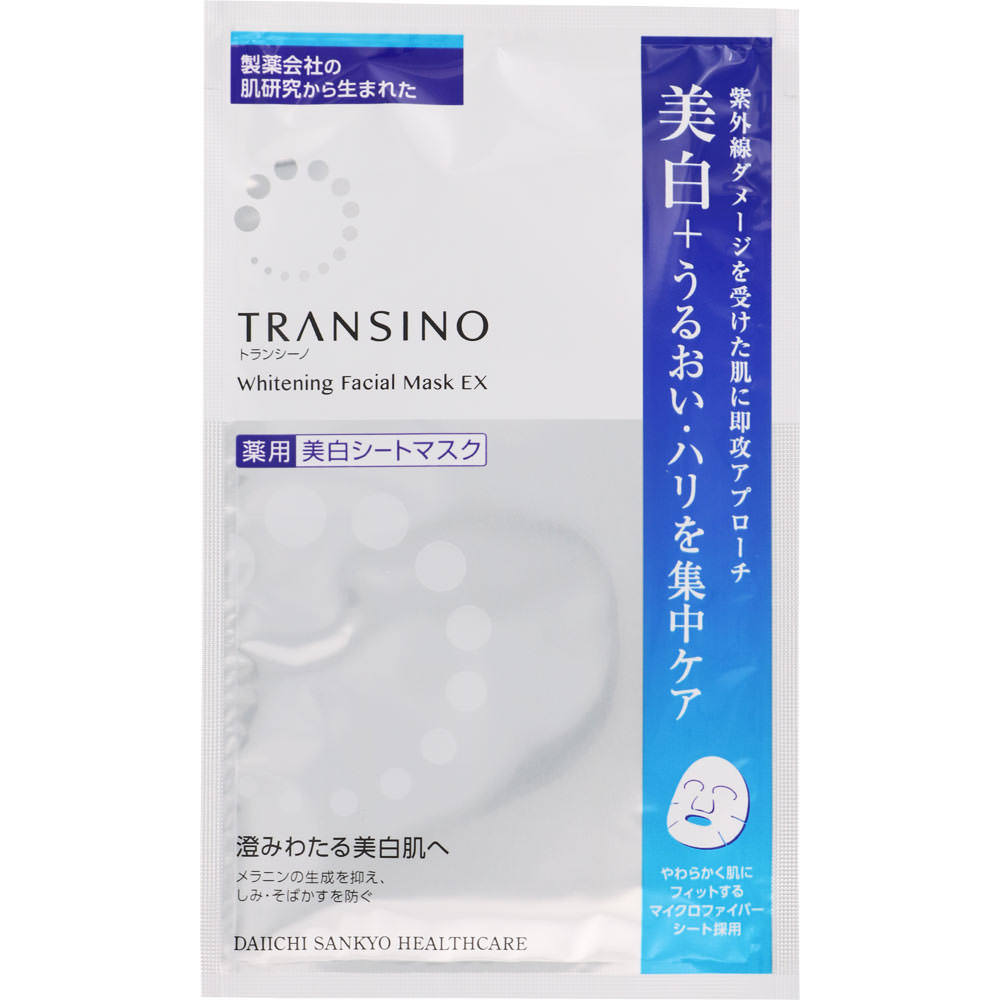 製薬会社の
肌研究から生まれた
TRANSINO
トランシーノ
Whitening Facial Mask EX
薬用 美白シートマスク
紫外線ダメージを受けた肌に即攻アプローチ
美白+うるおい・ハリを集中ケア
やわらかく肌に
フィットする
マイクロファイバー
シート採用
澄みわたる美白肌へ
メラニンの生成を抑え、
しみ・そばかすを防ぐ
DAIICHI SANKYO HEALTHCARE